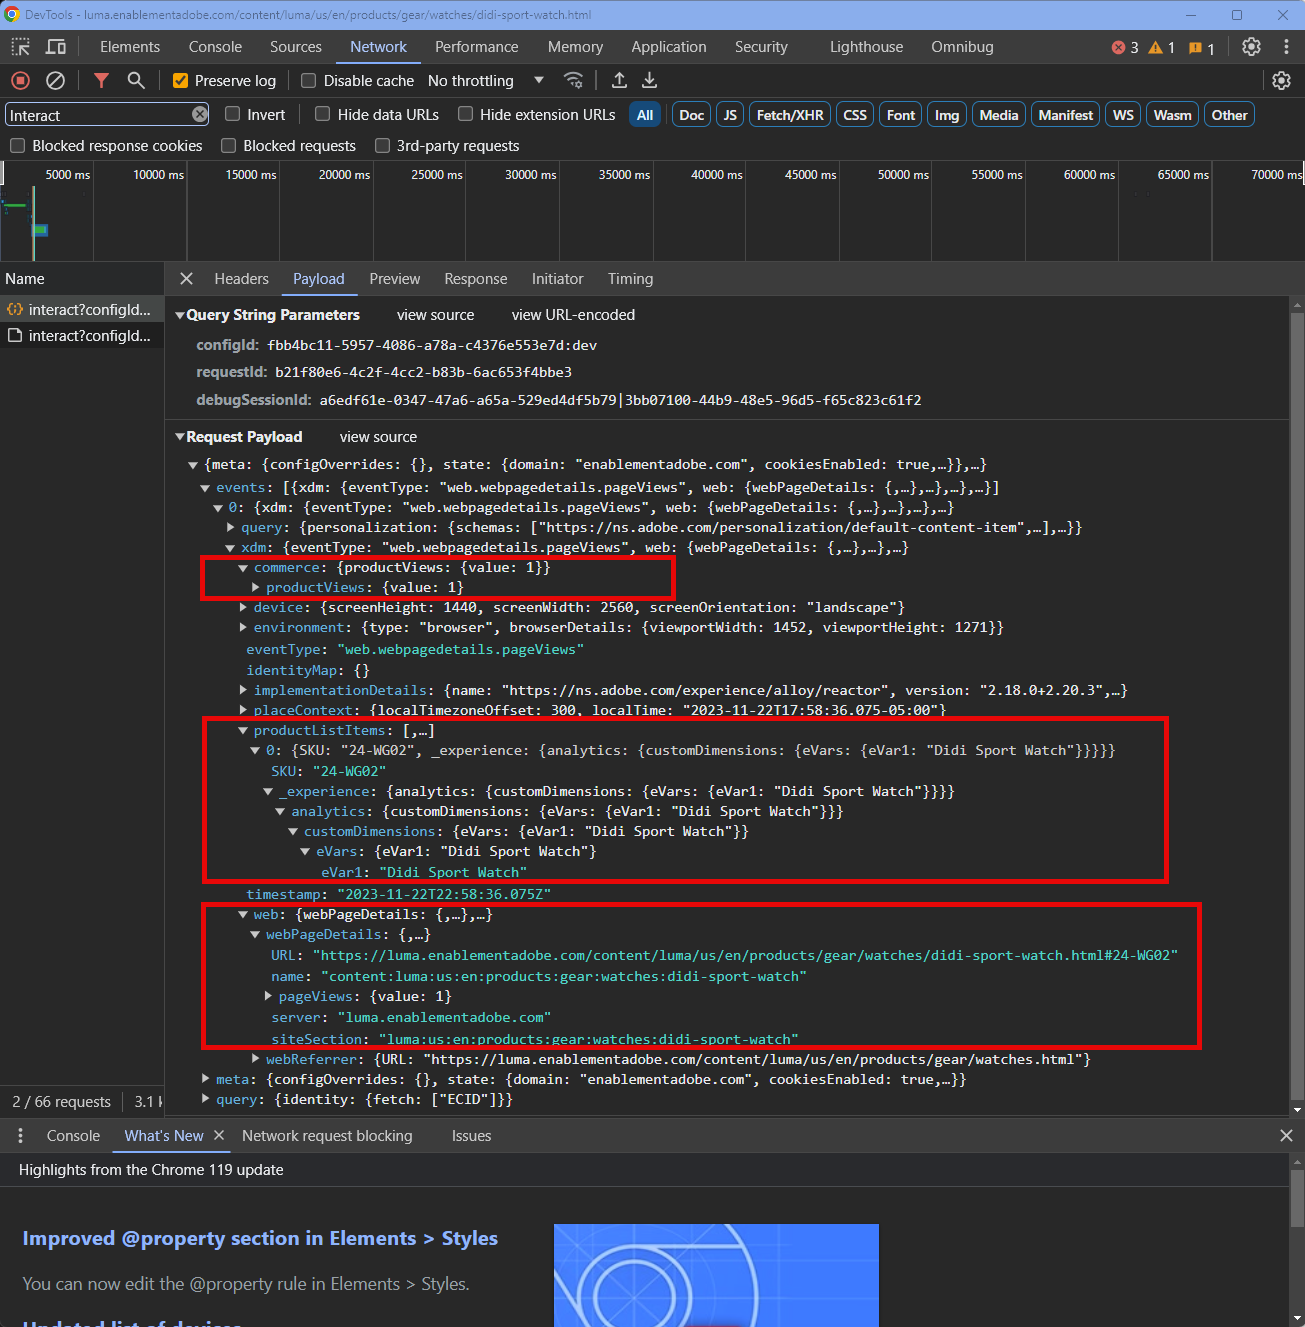 DevTools - luma.enablementadobe.com/content/luma/us/en/products/gear/watches/didi-sport-watch.html
Elements Console Sources Network Performance Memory Application Security Lighthouse Omnibug 3 1 1
Preserve log Disable cache No throttling
Interact Invert Hide data URLs Hide extension URLs All Doc JS Fetch/XHR CSS Font Img Media Manifest WS Wasm Other
Blocked response cookies Blocked requests 3rd-party requests
5000 ms 10000 ms 15000 ms 20000 ms 25000 ms 30000 ms 35000 ms 40000 ms 45000 ms 50000 ms 55000 ms 60000 ms 65000 ms 70000 ms
Name Headers Payload Preview Response Initiator Timing
interact?configId...
interact?configId...
Query String Parameters view source view URL-encoded
configId: fbb4bc11-5957-4086-a78a-c4376e553e7d:dev
requestId: b21f80e6-4c2f-4cc2-b83b-6ac653f4bbe3
debugSessionId: a6edf61e-0347-47a6-a65a-529ed4df5b79|3bb07100-44b9-48e5-96d5-f65c823c61f2
Request Payload view source
{meta: {configOverrides: {}, state: {domain: "enablementadobe.com", cookiesEnabled: true,…}},…}
events: [{xdm: {eventType: "web.webpagedetails.pageViews", web: {webPageDetails: {,…},…},…},…}]
0: {xdm: {eventType: "web.webpagedetails.pageViews", web: {webPageDetails: {,…},…},…},…}
query: {personalization: {schemas: ["https://ns.adobe.com/personalization/default-content-item",…],…}}
xdm: {eventType: "web.webpagedetails.pageViews", web: {webPageDetails: {,…},…},…}
commerce: {productViews: {value: 1}}
productViews: {value: 1}
device: {screenHeight: 1440, screenWidth: 2560, screenOrientation: "landscape"}
environment: {type: "browser", browserDetails: {viewportWidth: 1452, viewportHeight: 1271}}
eventType: "web.webpagedetails.pageViews"
identityMap: {}
implementationDetails: {name: "https://ns.adobe.com/experience/alloy/reactor", version: "2.18.0+2.20.3",…}
placeContext: {localTimezoneOffset: 300, localTime: "2023-11-22T17:58:36.075-05:00"}
productListItems: [,…]
0: {SKU: "24-WG02", _experience: {analytics: {customDimensions: {eVars: {eVar1: "Didi Sport Watch"}}}}}
SKU: "24-WG02"
_experience: {analytics: {customDimensions: {eVars: {eVar1: "Didi Sport Watch"}}}}
analytics: {customDimensions: {eVars: {eVar1: "Didi Sport Watch"}}}
customDimensions: {eVars: {eVar1: "Didi Sport Watch"}}
eVars: {eVar1: "Didi Sport Watch"}
eVar1: "Didi Sport Watch"
timestamp: "2023-11-22T22:58:36.075Z"
web: {webPageDetails: {,…},…}
webPageDetails: {,…}
URL: "https://luma.enablementadobe.com/content/luma/us/en/products/gear/watches/didi-sport-watch.html#24-WG02"
name: "content:luma:us:en:products:gear:watches:didi-sport-watch"
pageViews: {value: 1}
server: "luma.enablementadobe.com"
siteSection: "luma:us:en:products:gear:watches:didi-sport-watch"
webReferrer: {URL: "https://luma.enablementadobe.com/content/luma/us/en/products/gear/watches.html"}
meta: {configOverrides: {}, state: {domain: "enablementadobe.com", cookiesEnabled: true,…}}
query: {identity: {fetch: ["ECID"]}}
2 / 66 requests 3.1
Console What's New Network request blocking Issues
Highlights from the Chrome 119 update
Improved @property section in Elements > Styles
You can now edit the @property rule in Elements > Styles.
Updated list of devices